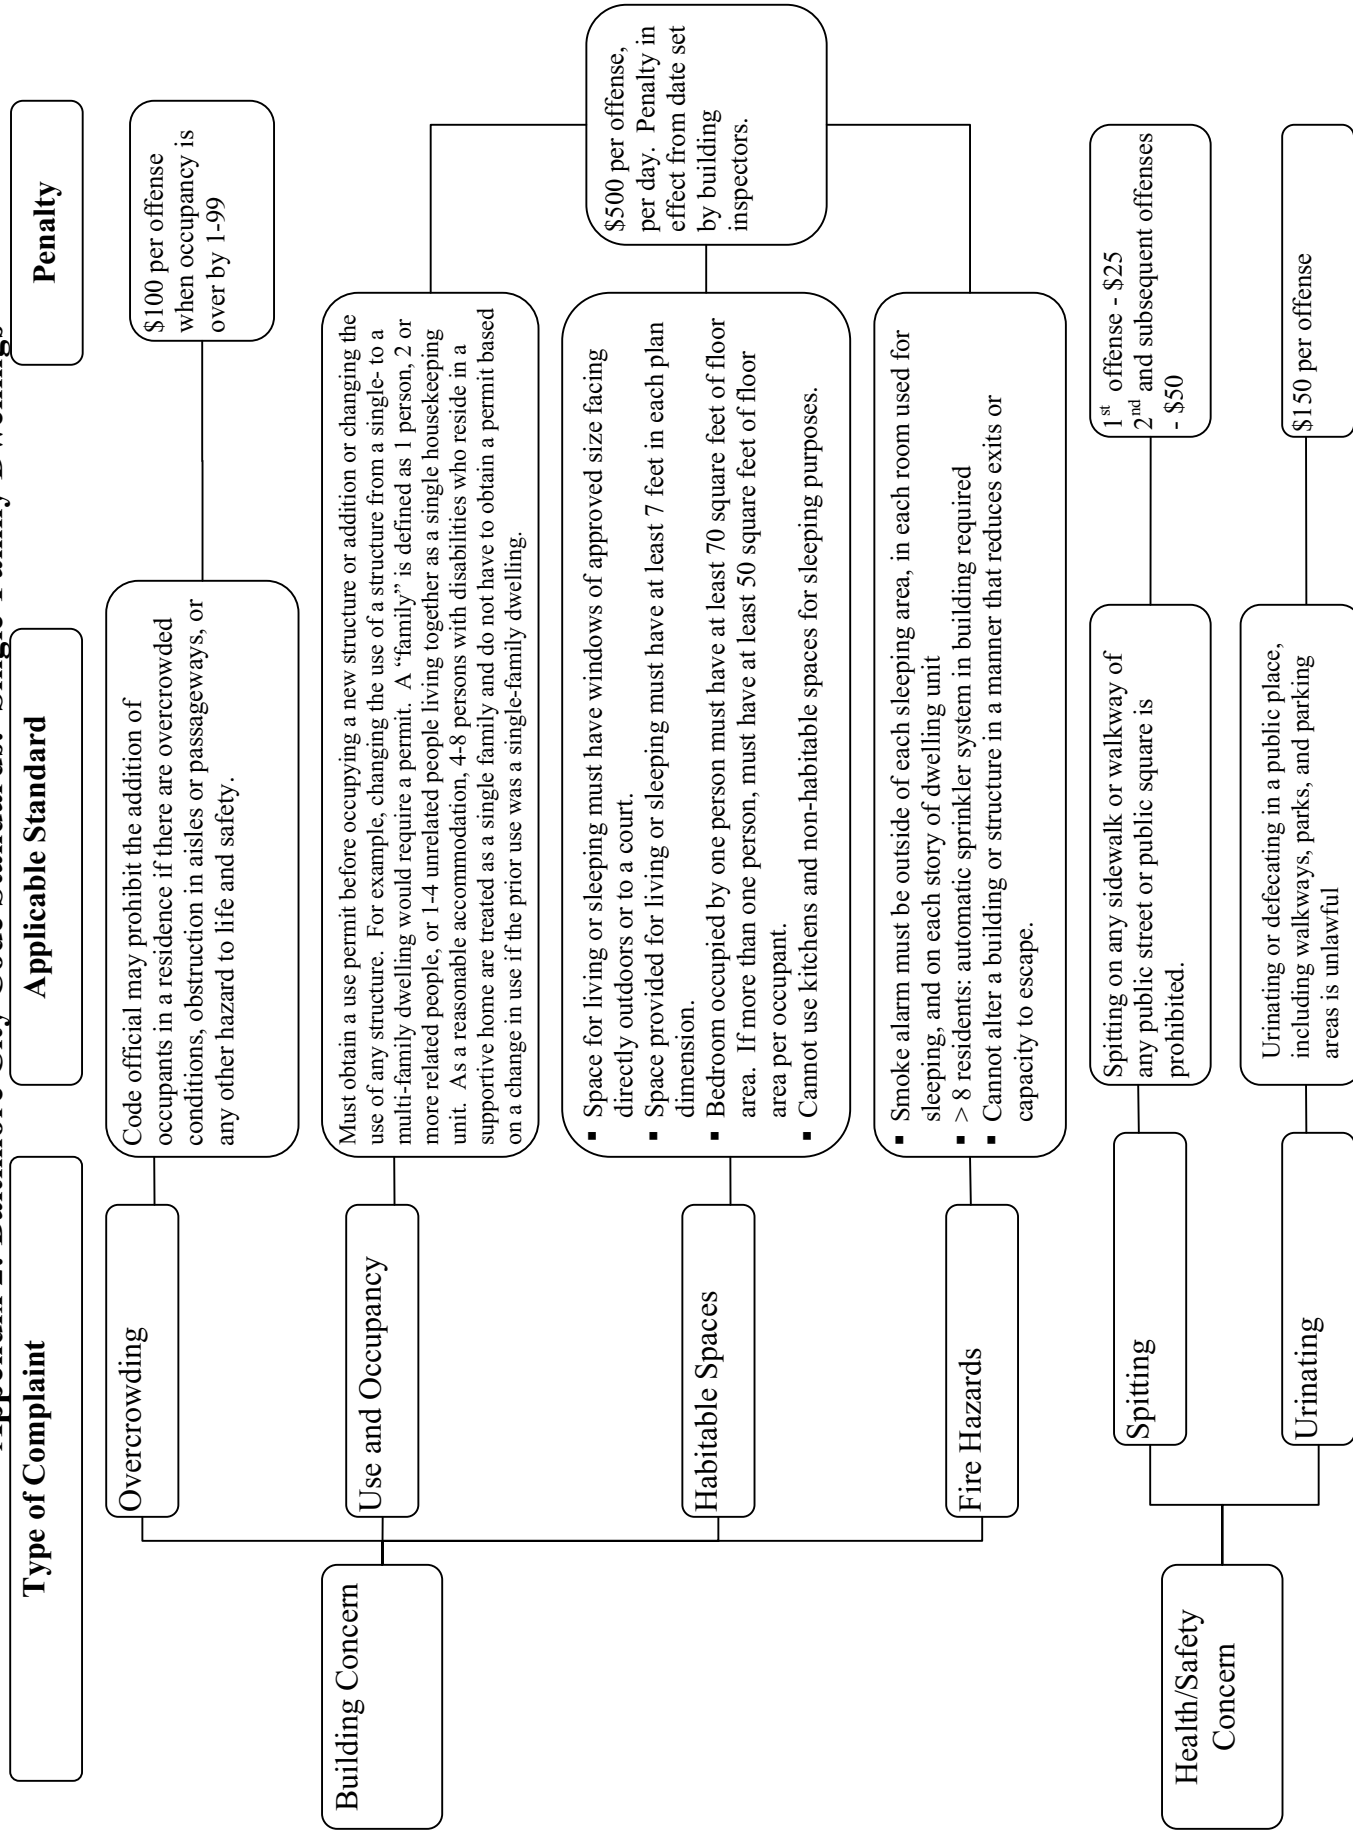 Baltimore City Code Standards: Single Family Dwellings
Type of Complaint
Applicable Standard
Penalty
Building Concern
Overcrowding
Code official may prohibit the addition of
occupants in a residence if there are overcrowded
conditions, obstruction in aisles or passageways, or
any other hazard to life and safety.
$100 per offense
when occupancy is
over by 1-99
Use and Occupancy
Must obtain a use permit before occupying a new structure or addition or changing the
use of any structure. For example, changing the use of a structure from a single- to a
multi-family dwelling would require a permit. A “family” is defined as 1 person, 2 or
more related people, or 1-4 unrelated people living together as a single housekeeping
unit. As a reasonable accommodation, 4-8 persons with disabilities who reside in a
supportive home are treated as a single family and do not have to obtain a permit based
on a change in use if the prior use was a single-family dwelling.
Habitable Spaces
▪ Space for living or sleeping must have windows of approved size facing
directly outdoors or to a court.
▪ Space provided for living or sleeping must have at least 7 feet in each plan
dimension.
▪ Bedroom occupied by one person must have at least 70 square feet of floor
area. If more than one person, must have at least 50 square feet of floor
area per occupant.
▪ Cannot use kitchens and non-habitable spaces for sleeping purposes.
$500 per offense,
per day. Penalty in
effect from date set
by building
inspectors.
Fire Hazards
▪ Smoke alarm must be outside of each sleeping area, in each room used for
sleeping, and on each story of dwelling unit
▪ > 8 residents: automatic sprinkler system in building required
▪ Cannot alter a building or structure in a manner that reduces exits or
capacity to escape.
Health/Safety
Concern
Spitting
Spitting on any sidewalk or walkway of
any public street or public square is
prohibited.
1st offense - $25
2nd and subsequent offenses
- $50
Urinating
Urinating or defecating in a public place,
including walkways, parks, and parking
areas is unlawful
$150 per offense